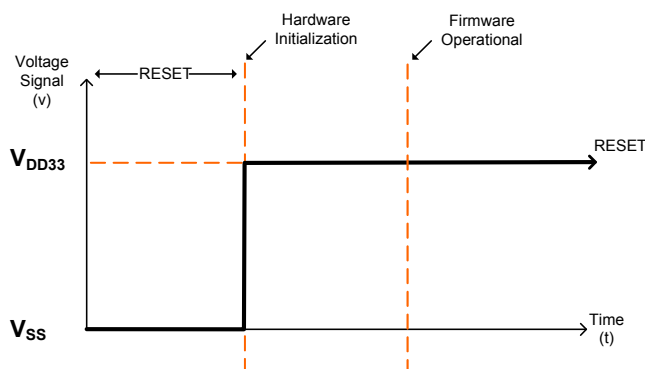 Hardware
Initialization
Firmware
Operational
Voltage
Signal
(v)
RESET
VDD33
RESET
VSS
Time
(t)